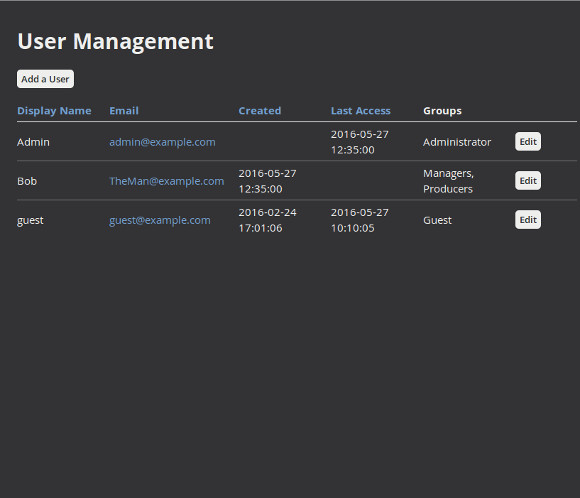 User Management
Add a User
Display Name Email Created Last Access Groups
Admin admin@example.com 2016-05-27 12:35:00 Administrator Edit
Bob TheMan@example.com 2016-05-27 12:35:00 Managers, Producers Edit
guest guest@example.com 2016-02-24 17:01:06 2016-05-27 10:10:05 Guest Edit